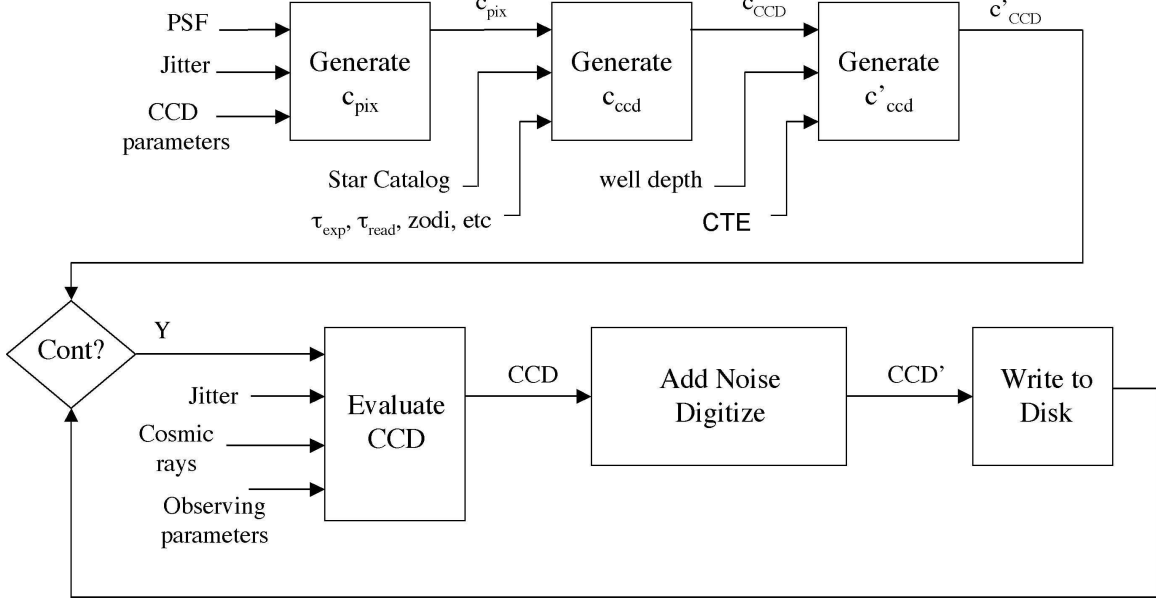 PSF
Jitter
CCD
parameters
Generate
c_pix
c_pix
Star Catalog
τ_exp, τ_read, zodi, etc
Generate
c_ccd
c_CCD
well depth
CTE
Generate
c'_ccd
c'_CCD
Cont?
Y
Jitter
Cosmic
rays
Observing
parameters
Evaluate
CCD
CCD
Add Noise
Digitize
CCD'
Write to
Disk